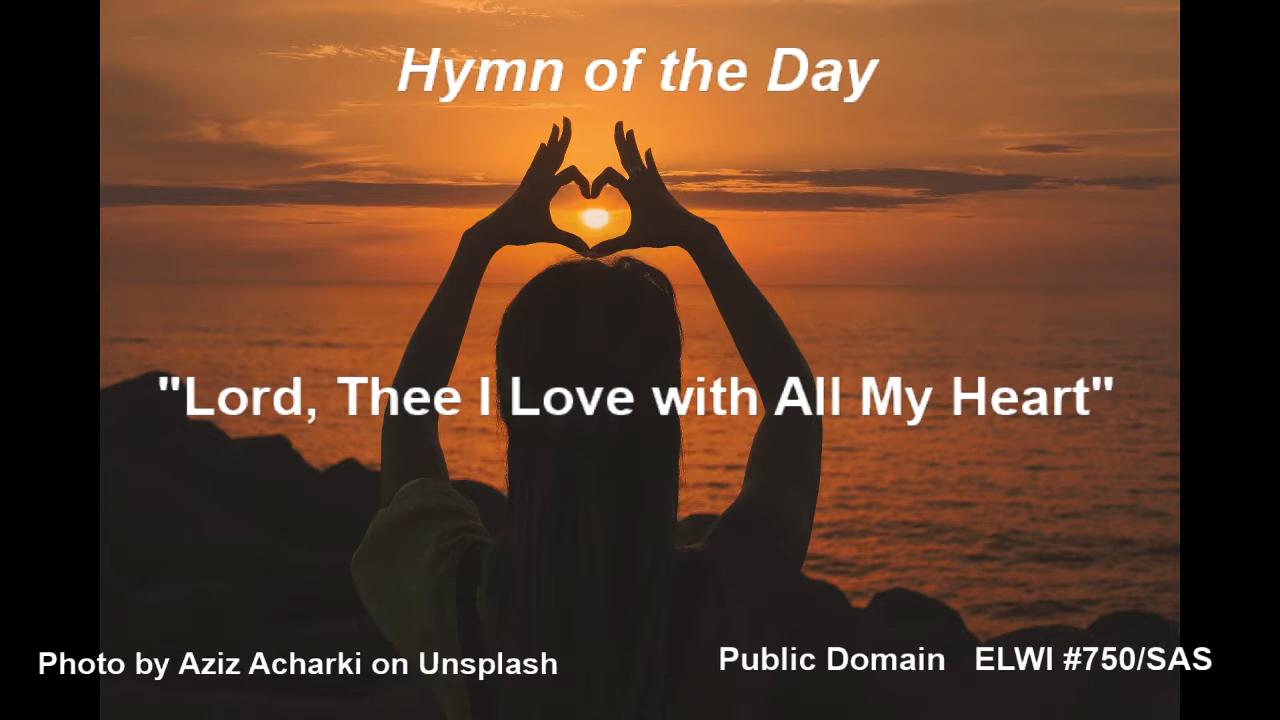 Hymn of the Day
"Lord, Thee I Love with All My Heart"
Photo by Aziz Acharki on Unsplash
Public Domain ELWI #750/SAS